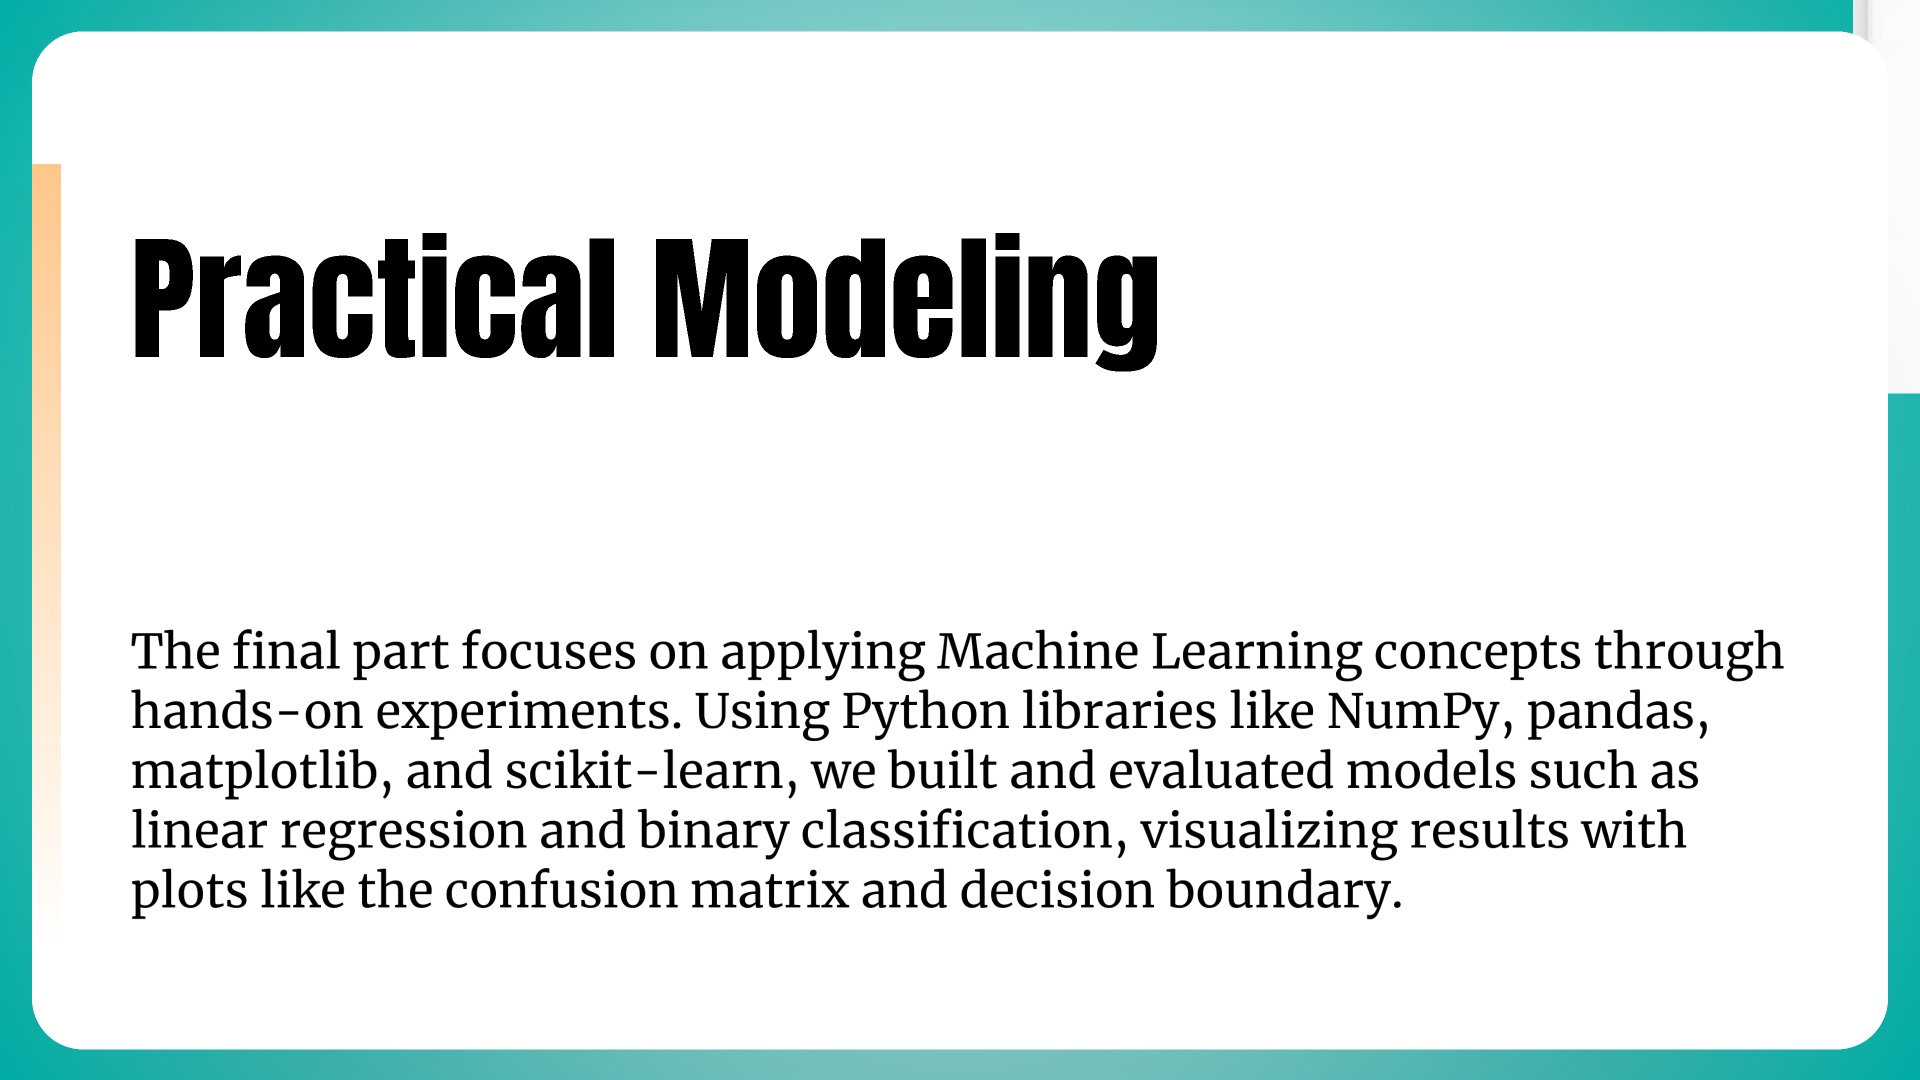 Practical Modeling
The final part focuses on applying Machine Learning concepts through
hands-on experiments. Using Python libraries like NumPy, pandas,
matplotlib, and scikit-learn, we built and evaluated models such as
linear regression and binary classification, visualizing results with
plots like the confusion matrix and decision boundary.